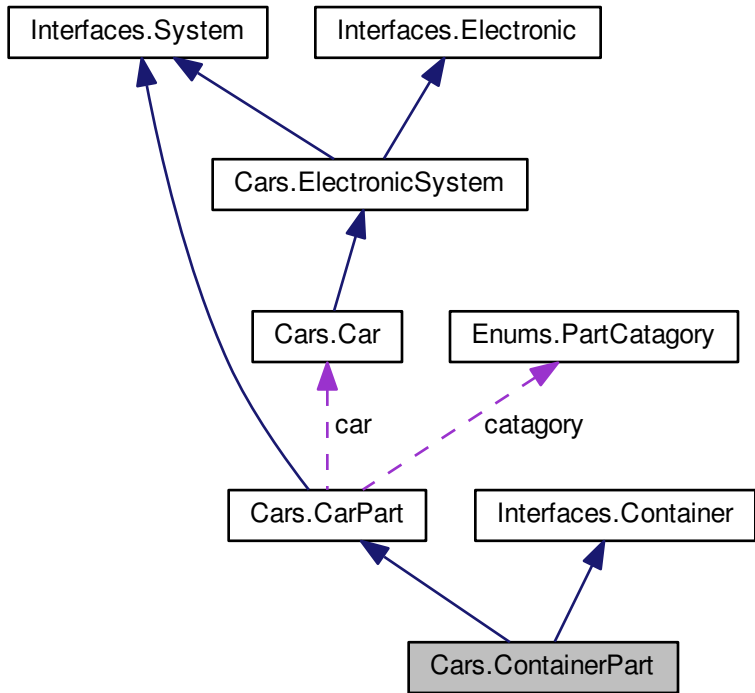 Interfaces.System
Interfaces.Electronic
Cars.ElectronicSystem
Cars.Car
Enums.PartCatagory
car
catagory
Cars.CarPart
Interfaces.Container
Cars.ContainerPart